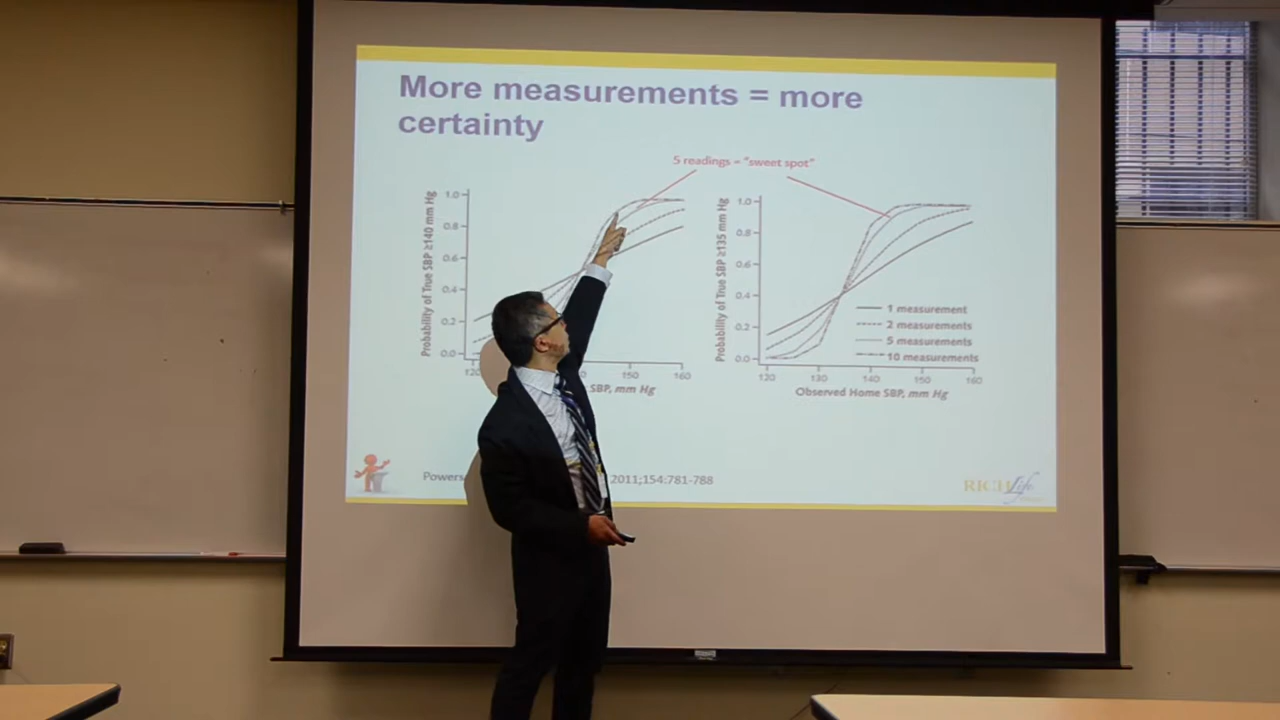 More measurements = more
certainty
5 readings = "sweet spot"
Probability of True SBP ≥140 mm Hg
1.0
0.8
0.6
0.4
0.2
0.0
150
160
SBP, mm Hg
Probability of True SBP ≥135 mm Hg
1.0
0.8
0.6
0.4
0.2
0.0
120
130
140
150
160
Observed Home SBP, mm Hg
1 measurement
2 measurements
5 measurements
10 measurements
Powers 2011;154:781-788
RICH Life